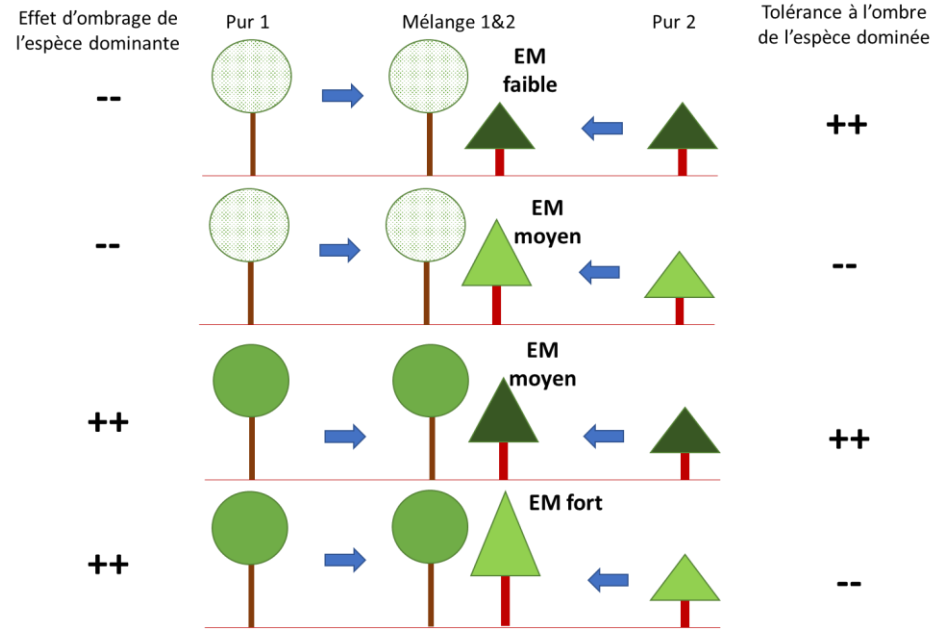 Effet d'ombrage de
l'espèce dominante
Pur 1
Mélange 1&2
Pur 2
Tolérance à l'ombre
de l'espèce dominée
--
EM
faible
++
--
EM
moyen
--
++
EM
moyen
++
++
EM fort
--